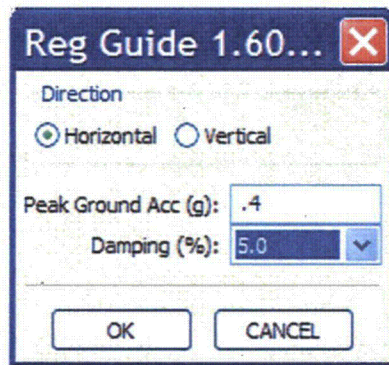 Reg Guide 1.60...
Direction
Horizontal Vertical
Peak Ground Acc (g): .4
Damping (%): 5.0
OK CANCEL